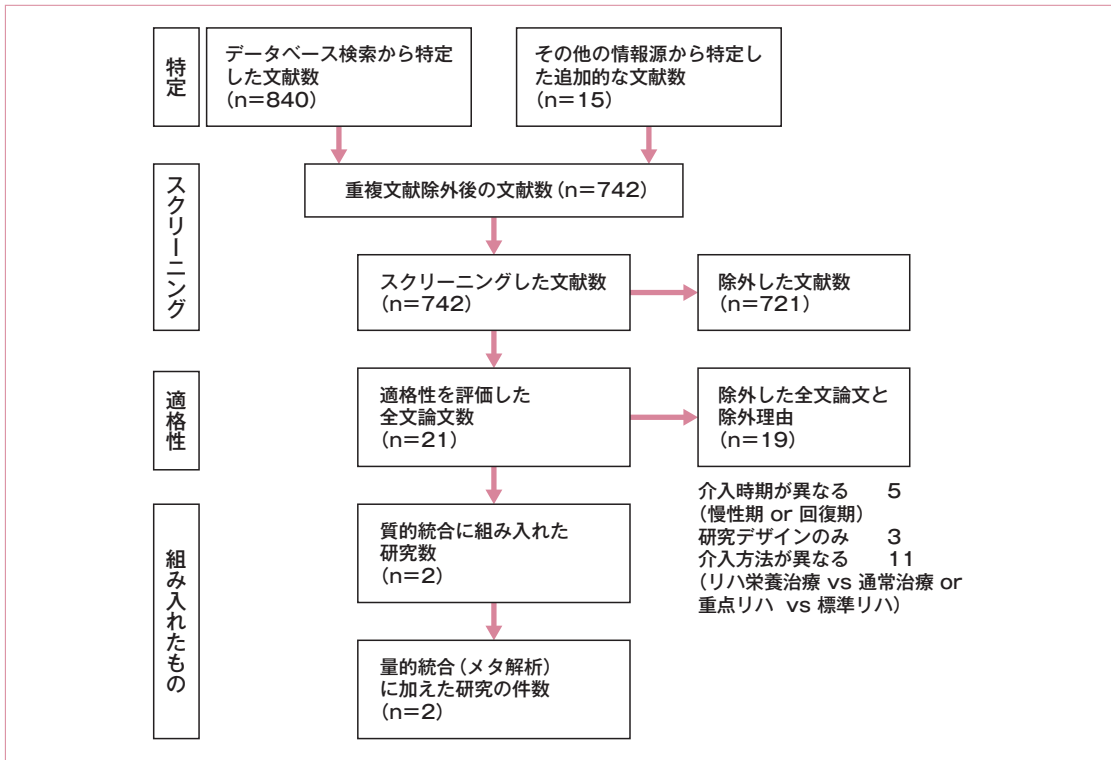 特定
データベース検索から特定
した文献数
(n=840)
その他の情報源から特定し
た追加的な文献数
(n=15)
スクリーニング
重複文献除外後の文献数(n=742)
スクリーニングした文献数
(n=742)
除外した文献数
(n=721)
適格性
適格性を評価した
全文論文数
(n=21)
除外した全文論文と
除外理由
(n=19)
介入時期が異なる 5
(慢性期 or 回復期)
研究デザインのみ 3
介入方法が異なる 11
(リハ栄養治療 vs 通常治療 or
重点リハ vs 標準リハ)
組み入れたもの
質的統合に組み入れた
研究数
(n=2)
量的統合(メタ解析)
に加えた研究の件数
(n=2)